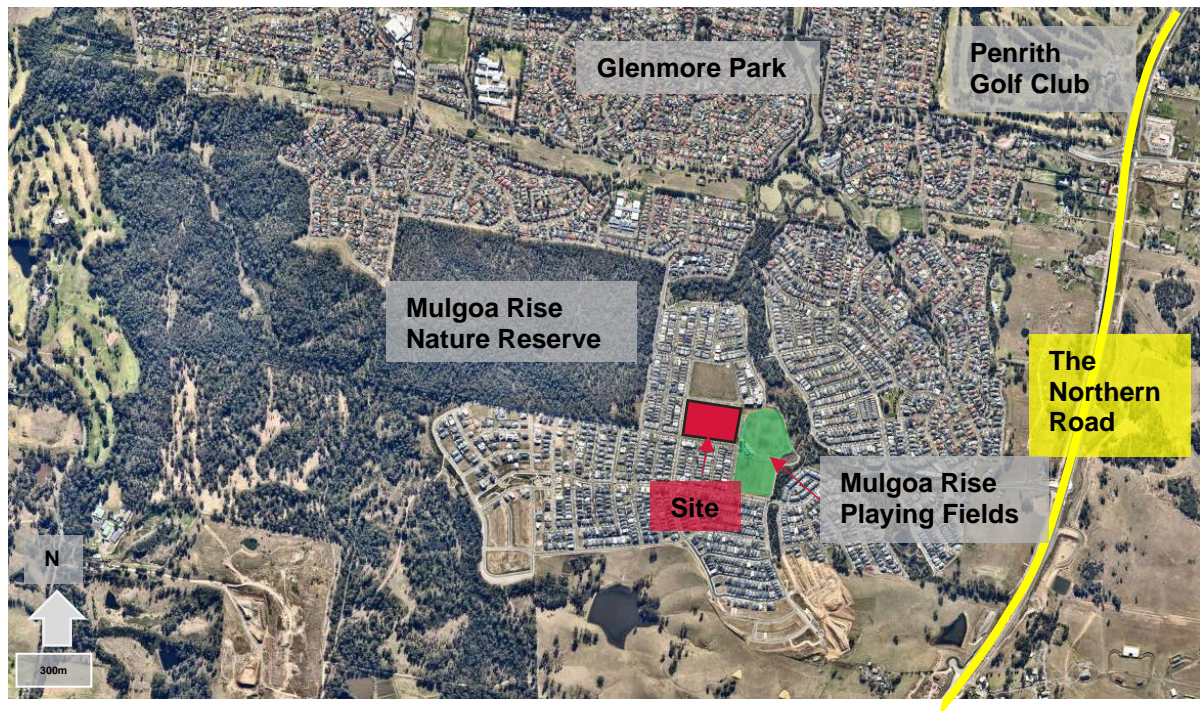 Glenmore Park
Penrith
Golf Club
Mulgoa Rise
Nature Reserve
The
Northern
Road
Site
Mulgoa Rise
Playing Fields
N
300m